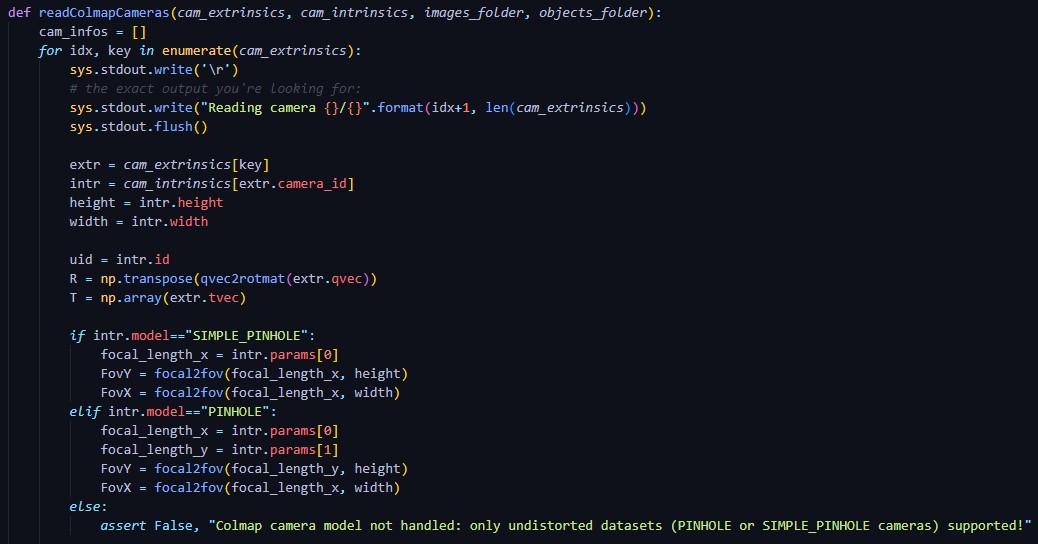 def readColmapCameras(cam_extrinsics, cam_intrinsics, images_folder, objects_folder):
    cam_infos = []
    for idx, key in enumerate(cam_extrinsics):
        sys.stdout.write('\r')
        # the exact output you're looking for:
        sys.stdout.write("Reading camera {}/{}".format(idx+1, len(cam_extrinsics)))
        sys.stdout.flush()

        extr = cam_extrinsics[key]
        intr = cam_intrinsics[extr.camera_id]
        height = intr.height
        width = intr.width

        uid = intr.id
        R = np.transpose(qvec2rotmat(extr.qvec))
        T = np.array(extr.tvec)

        if intr.model=="SIMPLE_PINHOLE":
            focal_length_x = intr.params[0]
            FovY = focal2fov(focal_length_x, height)
            FovX = focal2fov(focal_length_x, width)
        elif intr.model=="PINHOLE":
            focal_length_x = intr.params[0]
            focal_length_y = intr.params[1]
            FovY = focal2fov(focal_length_y, height)
            FovX = focal2fov(focal_length_x, width)
        else:
            assert False, "Colmap camera model not handled: only undistorted datasets (PINHOLE or SIMPLE_PINHOLE cameras) supported!"